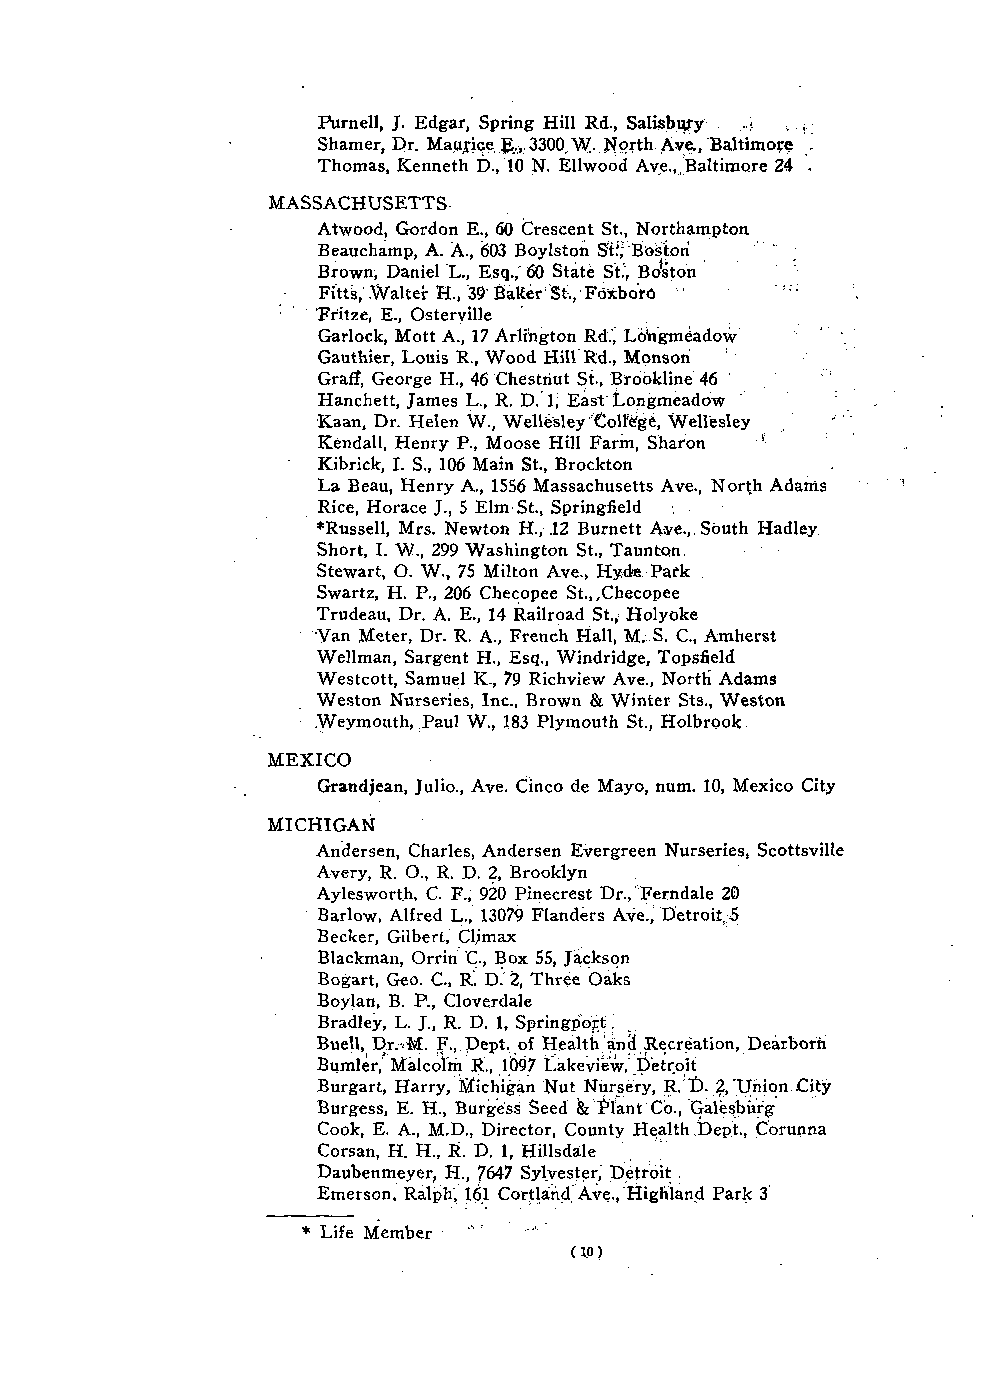 Purnell, J. Edgar, Spring Hill Rd., Salisbury
Shamer, Dr. Maurice E., 3300 W. North Ave., Baltimore
Thomas, Kenneth D., 10 N. Ellwood Ave., Baltimore 24
MASSACHUSETTS
Atwood, Gordon E., 60 Crescent St., Northampton
Beauchamp, A. A., 603 Boylston St., Boston
Brown, Daniel L., Esq., 60 State St., Boston
Fitts, Walter H., 39 Baker St., Foxboro
Fritze, E., Osterville
Garlock, Mott A., 17 Arlington Rd., Longmeadow
Gauthier, Louis R., Wood Hill Rd., Monson
Graff, George H., 46 Chestnut St., Brookline 46
Hanchett, James L., R. D. 1, East Longmeadow
Kaan, Dr. Helen W., Wellesley College, Wellesley
Kendall, Henry P., Moose Hill Farm, Sharon
Kibrick, I. S., 106 Main St., Brockton
La Beau, Henry A., 1556 Massachusetts Ave., North Adams
Rice, Horace J., 5 Elm St., Springfield
*Russell, Mrs. Newton H., 12 Burnett Ave., South Hadley
Short, I. W., 299 Washington St., Taunton
Stewart, O. W., 75 Milton Ave., Hyde Park
Swartz, H. P., 206 Checopee St., Checopee
Trudeau, Dr. A. E., 14 Railroad St., Holyoke
Van Meter, Dr. R. A., French Hall, M. S. C., Amherst
Wellman, Sargent H., Esq., Windridge, Topsfield
Westcott, Samuel K., 79 Richview Ave., North Adams
Weston Nurseries, Inc., Brown & Winter Sts., Weston
Weymouth, Paul W., 183 Plymouth St., Holbrook
MEXICO
Grandjean, Julio., Ave. Cinco de Mayo, num. 10, Mexico City
MICHIGAN
Andersen, Charles, Andersen Evergreen Nurseries, Scottsville
Avery, R. O., R. D. 2, Brooklyn
Aylesworth, C. F., 920 Pinecrest Dr., Ferndale 20
Barlow, Alfred L., 13079 Flanders Ave., Detroit 5
Becker, Gilbert, Climax
Blackman, Orrin C., Box 55, Jackson
Bogart, Geo. C., R. D. 2, Three Oaks
Boylan, B. P., Cloverdale
Bradley, L. J., R. D. 1, Springport
Buell, Dr. M. F., Dept. of Health and Recreation, Dearborn
Bumler, Malcolm R., 1097 Lakeview, Detroit
Burgart, Harry, Michigan Nut Nursery, R. D. 2, Union City
Burgess, E. H., Burgess Seed & Plant Co., Galesburg
Cook, E. A., M.D., Director, County Health Dept., Corunna
Corsan, H. H., R. D. 1, Hillsdale
Daubenmeyer, H., 7647 Sylvester, Detroit
Emerson, Ralph, 161 Cortland Ave., Highland Park 3
* Life Member
(10)